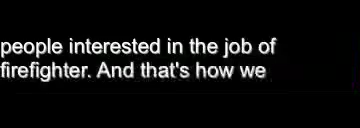 people interested in the job of
firefighter. And that's how we